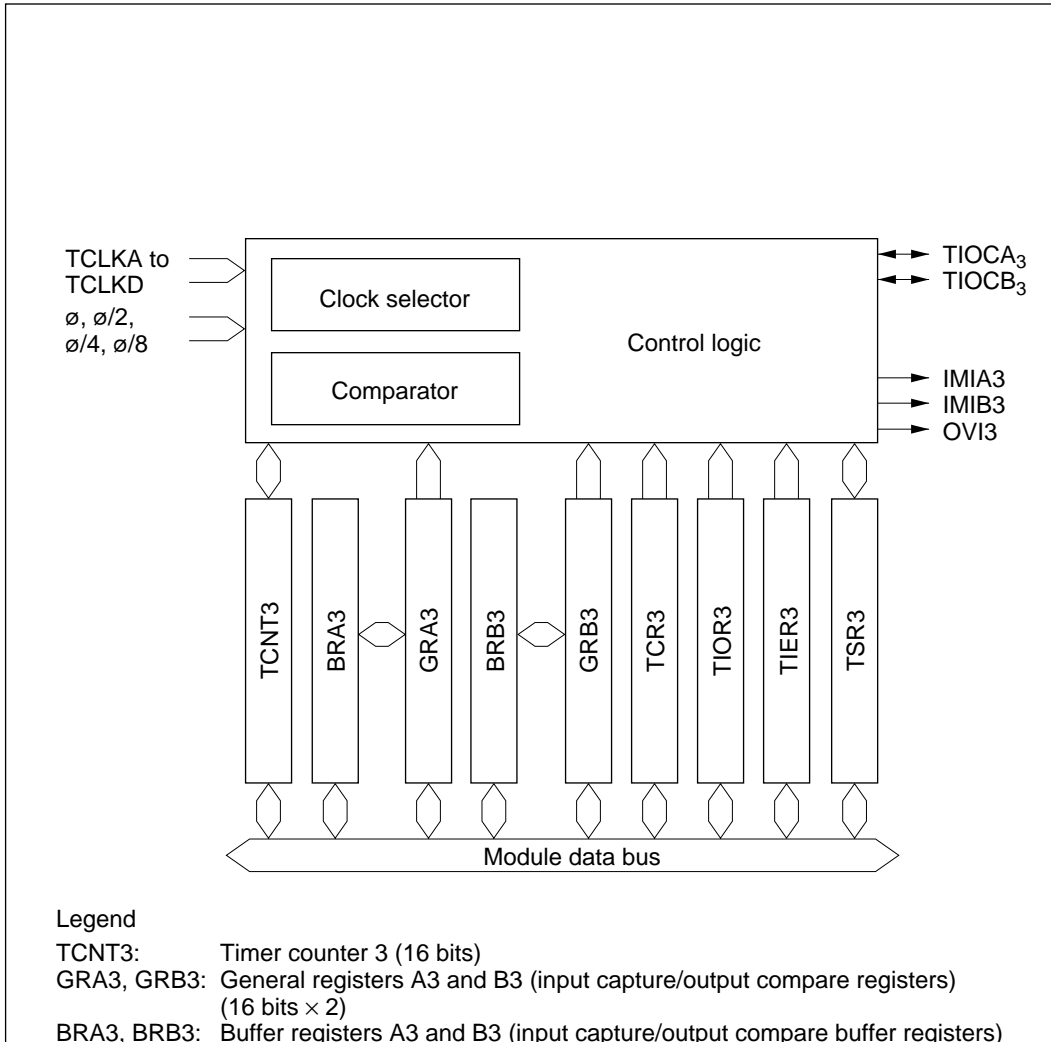 TCLKA to
TCLKD
ø, ø/2,
ø/4, ø/8
Clock selector
Comparator
Control logic
TIOCA3
TIOCB3
IMIA3
IMIB3
OVI3
TCNT3
BRA3
GRA3
BRB3
GRB3
TCR3
TIOR3
TIER3
TSR3
Module data bus
Legend
TCNT3: Timer counter 3 (16 bits)
GRA3, GRB3: General registers A3 and B3 (input capture/output compare registers)
(16 bits × 2)
BRA3, BRB3: Buffer registers A3 and B3 (input capture/output compare buffer registers)